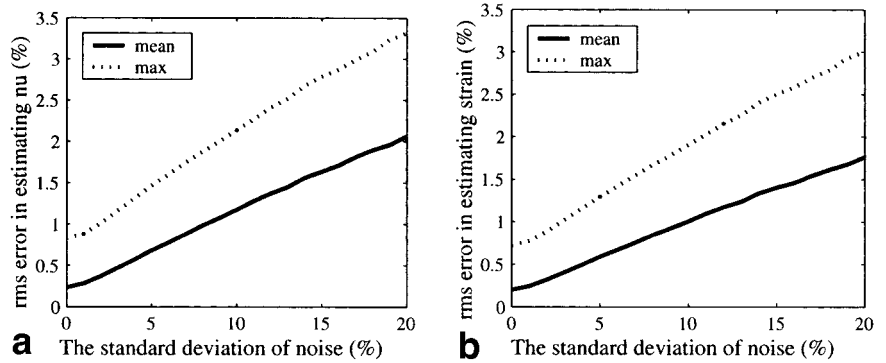 3.5
3
2.5
2
1.5
1
0.5
0
rms error in estimating nu (%)
mean
max
0 5 10 15 20
a The standard deviation of noise (%)
3.5
3
2.5
2
1.5
1
0.5
0
rms error in estimating strain (%)
mean
max
0 5 10 15 20
b The standard deviation of noise (%)